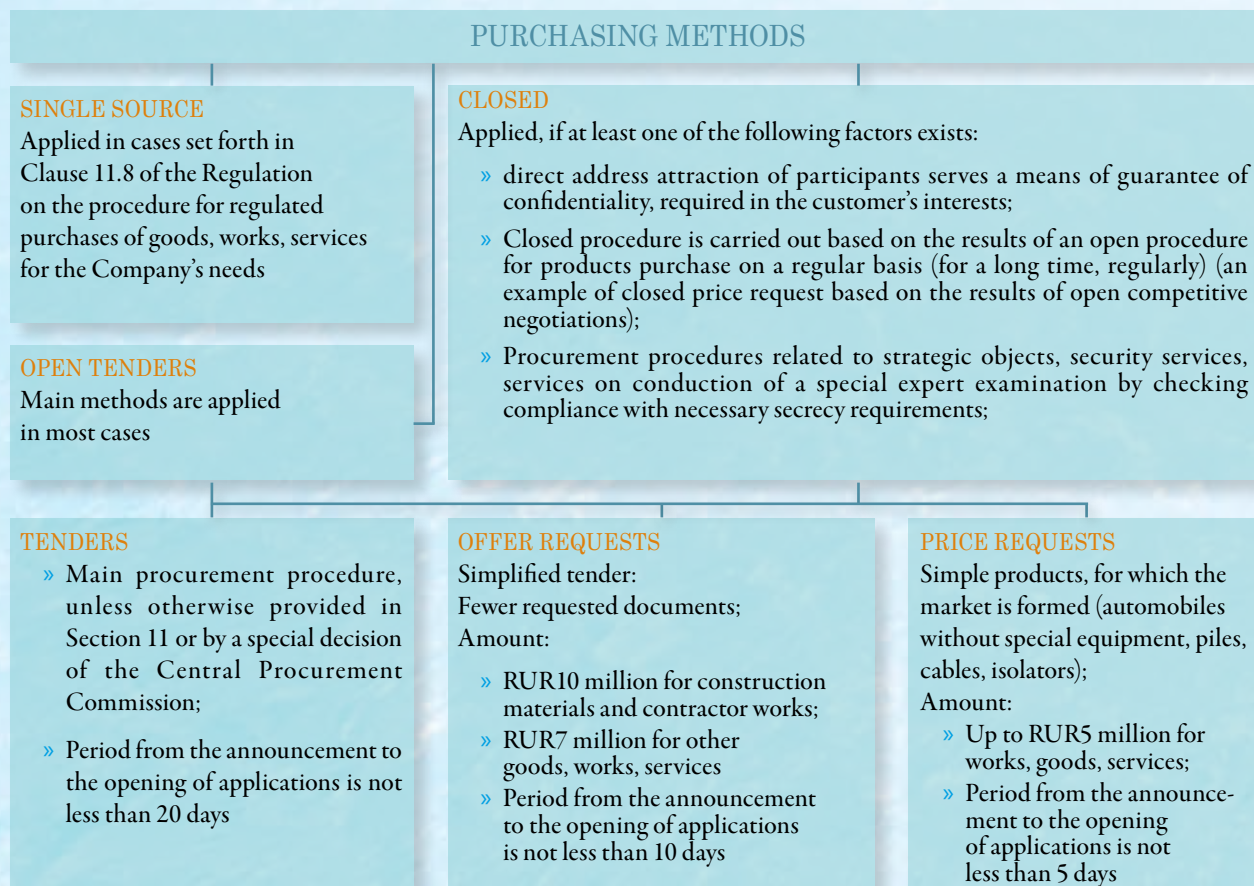 PURCHASING METHODS
SINGLE SOURCE
Applied in cases set forth in
Clause 11.8 of the Regulation
on the procedure for regulated
purchases of goods, works, services
for the Company's needs
OPEN TENDERS
Main methods are applied
in most cases
CLOSED
Applied, if at least one of the following factors exists:
» direct address attraction of participants serves a means of guarantee of
confidentiality, required in the customer's interests;
» Closed procedure is carried out based on the results of an open procedure
for products purchase on a regular basis (for a long time, regularly) (an
example of closed price request based on the results of open competitive
negotiations);
» Procurement procedures related to strategic objects, security services,
services on conduction of a special expert examination by checking
compliance with necessary secrecy requirements;
TENDERS
» Main procurement procedure,
unless otherwise provided in
Section 11 or by a special decision
of the Central Procurement
Commission;
» Period from the announcement to
the opening of applications is not
less than 20 days
OFFER REQUESTS
Simplified tender:
Fewer requested documents;
Amount:
» RUR10 million for construction
materials and contractor works;
» RUR7 million for other
goods, works, services
» Period from the announcement
to the opening of applications
is not less than 10 days
PRICE REQUESTS
Simple products, for which the
market is formed (automobiles
without special equipment, piles,
cables, isolators);
Amount:
» Up to RUR5 million for
works, goods, services;
» Period from the announce-
ment to the opening
of applications is not
less than 5 days